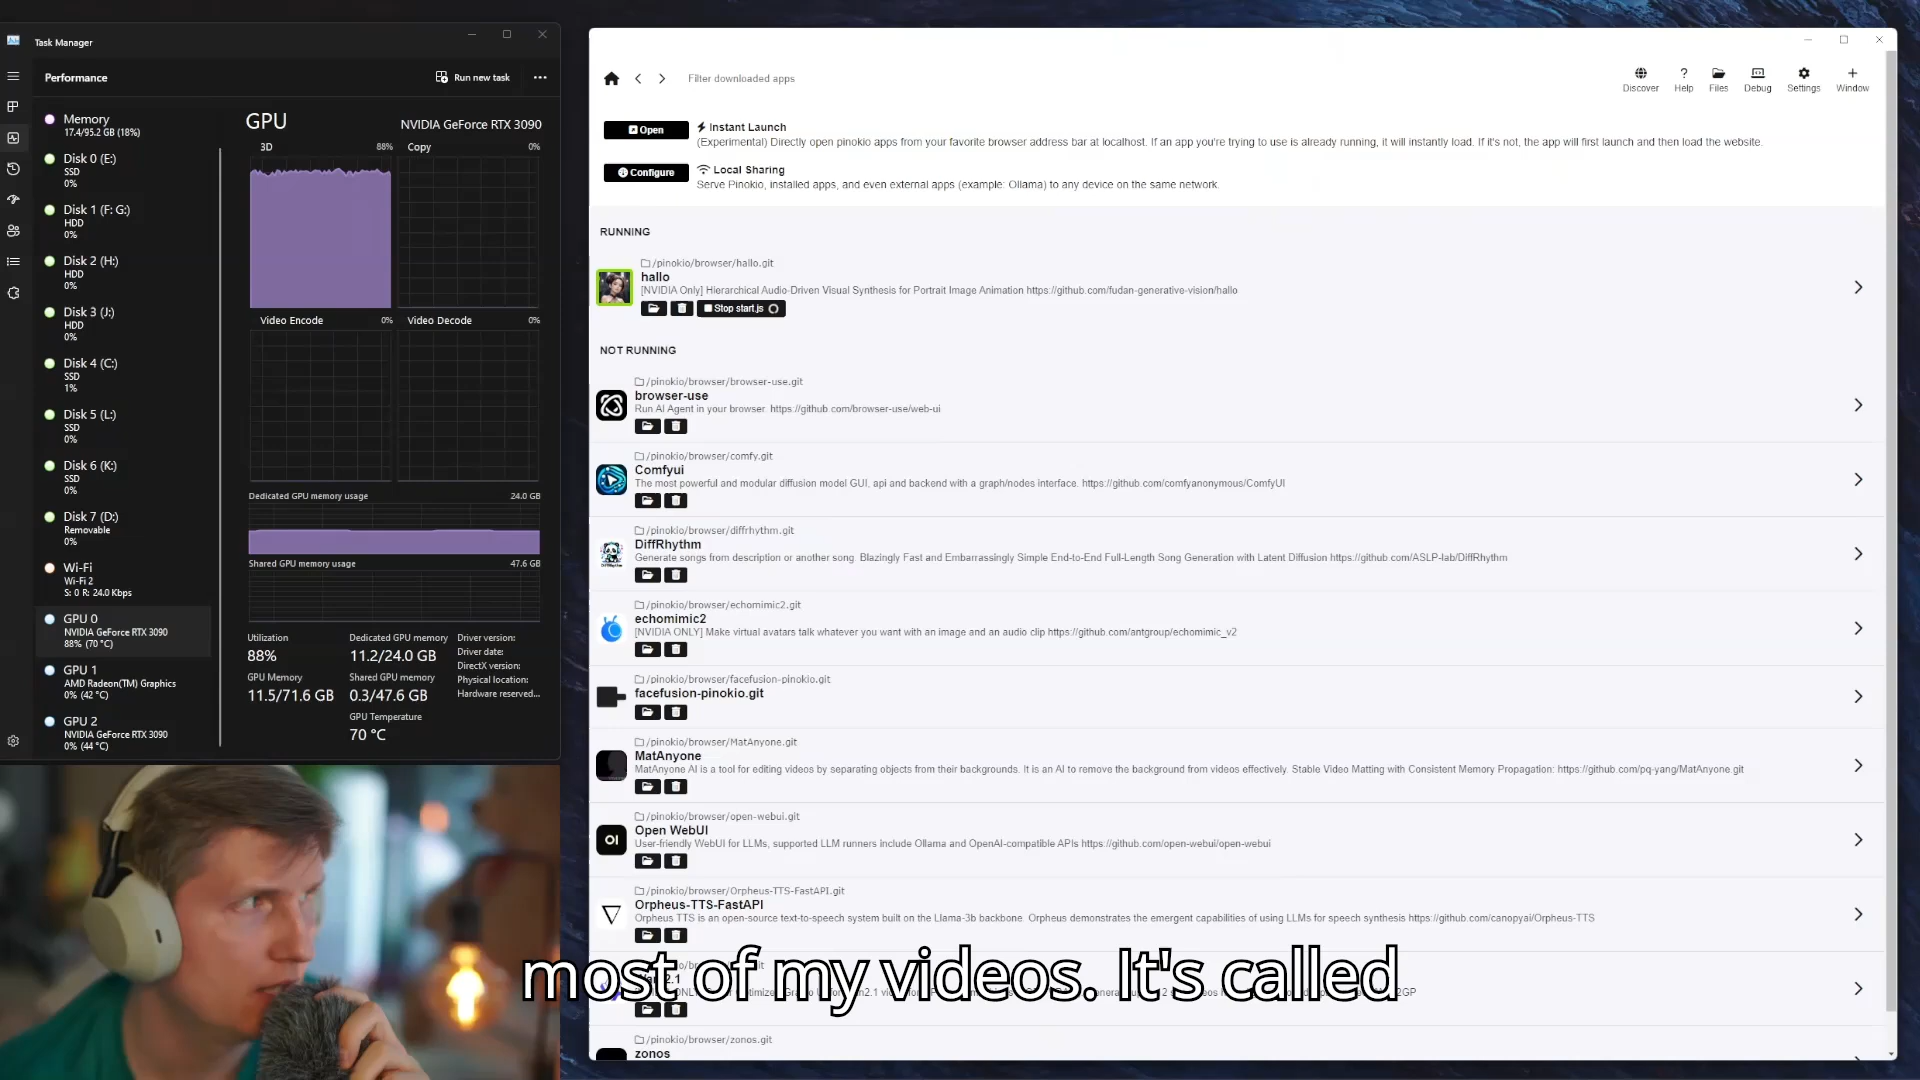 Task Manager
Performance
Run new task
Memory
17.4/95.2 GB (18%)
Disk 0 (E:)
SSD
0%
Disk 1 (F: G:)
HDD
0%
Disk 2 (H:)
HDD
0%
Disk 3 (J:)
HDD
0%
Disk 4 (C:)
SSD
1%
Disk 5 (L:)
SSD
0%
Disk 6 (K:)
SSD
0%
Disk 7 (D:)
Removable
0%
Wi-Fi
Wi-Fi 2
S: 0 R: 24.0 Kbps
GPU 0
NVIDIA GeForce RTX 3090
88% (70 °C)
GPU 1
AMD Radeon(TM) Graphics
0% (42 °C)
GPU 2
NVIDIA GeForce RTX 3090
0% (44 °C)
GPU
NVIDIA GeForce RTX 3090
3D 88% Copy 0%
Video Encode 0% Video Decode 0%
Dedicated GPU memory usage 24.0 GB
Shared GPU memory usage 47.6 GB
Utilization
88%
GPU Memory
11.5/71.6 GB
Dedicated GPU memory
11.2/24.0 GB
Shared GPU memory
0.3/47.6 GB
GPU Temperature
70 °C
Driver version:
Driver date:
DirectX version:
Physical location:
Hardware reserved...
Filter downloaded apps
Discover Help Files Debug Settings Window
Open
Instant Launch
(Experimental) Directly open pinokio apps from your favorite browser address bar at localhost. If an app you're trying to use is already running, it will instantly load. If it's not, the app will first launch and then load the website.
Configure
Local Sharing
Serve Pinokio, installed apps, and even external apps (example: Ollama) to any device on the same network.
RUNNING
/pinokio/browser/hallo.git
hallo
[NVIDIA Only] Hierarchical Audio-Driven Visual Synthesis for Portrait Image Animation https://github.com/fudan-generative-vision/hallo
Stop start.js
NOT RUNNING
/pinokio/browser/browser-use.git
browser-use
Run AI Agent in your browser. https://github.com/browser-use/web-ui
/pinokio/browser/comfy.git
Comfyui
The most powerful and modular diffusion model GUI, api and backend with a graph/nodes interface. https://github.com/comfyanonymous/ComfyUI
/pinokio/browser/diffrhythm.git
DiffRhythm
Generate songs from description or another song. Blazingly Fast and Embarrassingly Simple End-to-End Full-Length Song Generation with Latent Diffusion https://github.com/ASLP-lab/DiffRhythm
/pinokio/browser/echomimic2.git
echomimic2
[NVIDIA ONLY] Make virtual avatars talk whatever you want with an image and an audio clip https://github.com/antgroup/echomimic_v2
/pinokio/browser/facefusion-pinokio.git
facefusion-pinokio.git
/pinokio/browser/MatAnyone.git
MatAnyone
MatAnyone AI is a tool for editing videos by separating objects from their backgrounds. It is an AI to remove the background from videos effectively. Stable Video Matting with Consistent Memory Propagation: https://github.com/pq-yang/MatAnyone.git
/pinokio/browser/open-webui.git
OI
Open WebUI
User-friendly WebUI for LLMs, supported LLM runners include Ollama and OpenAI-compatible APIs https://github.com/open-webui/open-webui
/pinokio/browser/Orpheus-TTS-FastAPI.git
Orpheus-TTS-FastAPI
Orpheus TTS is an open-source text-to-speech system built on the Llama-3b backbone. Orpheus demonstrates the emergent capabilities of using LLMs for speech synthesis https://github.com/canopyai/Orpheus-TTS
most of my videos. It's called
/pinokio/browser/zonos.git
zonos